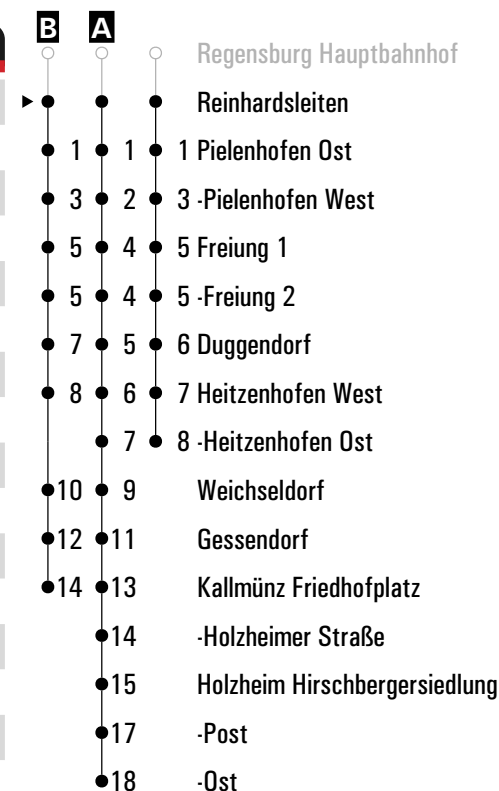 B A
Regensburg Hauptbahnhof
Reinhardsleiten
1 1 1 Pielenhofen Ost
3 2 3 -Pielenhofen West
5 4 5 Freiung 1
5 4 5 -Freiung 2
7 5 6 Duggendorf
8 6 7 Heitzenhofen West
7 8 -Heitzenhofen Ost
10 9 Weichseldorf
12 11 Gessendorf
14 13 Kallmünz Friedhofplatz
14 -Holzheimer Straße
15 Holzheim Hirschbergersiedlung
17 -Post
18 -Ost